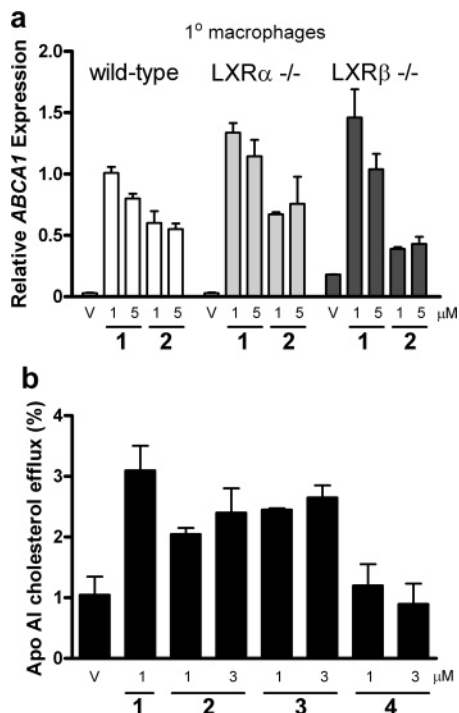 a
1° macrophages
wild-type LXRα -/- LXRβ -/-
Relative ABCA1 Expression
2.0
1.5
1.0
0.5
0.0
V 1 5 1 5 V 1 5 1 5 V 1 5 1 5 μM
1 2 1 2 1 2
b
Apo AI cholesterol efflux (%)
4
3
2
1
0
V 1 1 3 1 3 1 3 μM
1 2 3 4